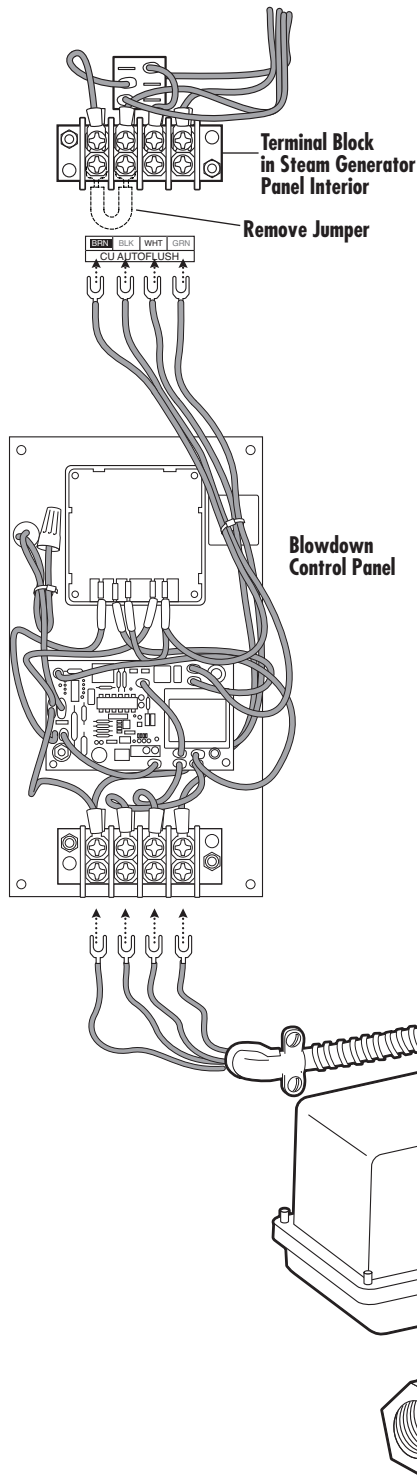 Terminal Block
in Steam Generator
Panel Interior
Remove Jumper
BRN BLK WHT GRN
CU AUTOFLUSH
Blowdown
Control Panel